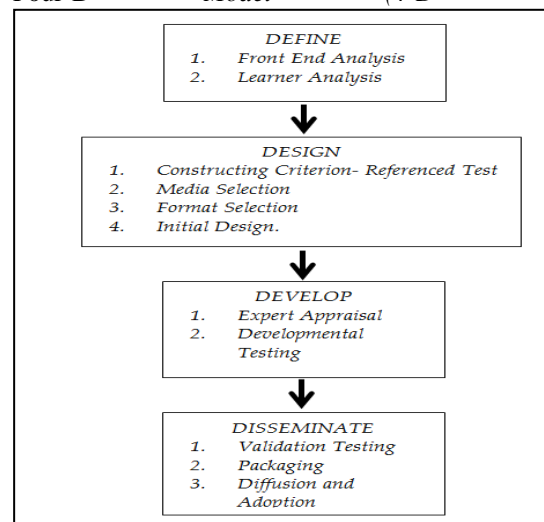 DEFINE
1. Front End Analysis
2. Learner Analysis
DESIGN
1. Constructing Criterion- Referenced Test
2. Media Selection
3. Format Selection
4. Initial Design.
DEVELOP
1. Expert Appraisal
2. Developmental
Testing
DISSEMINATE
1. Validation Testing
2. Packaging
3. Diffusion and
Adoption